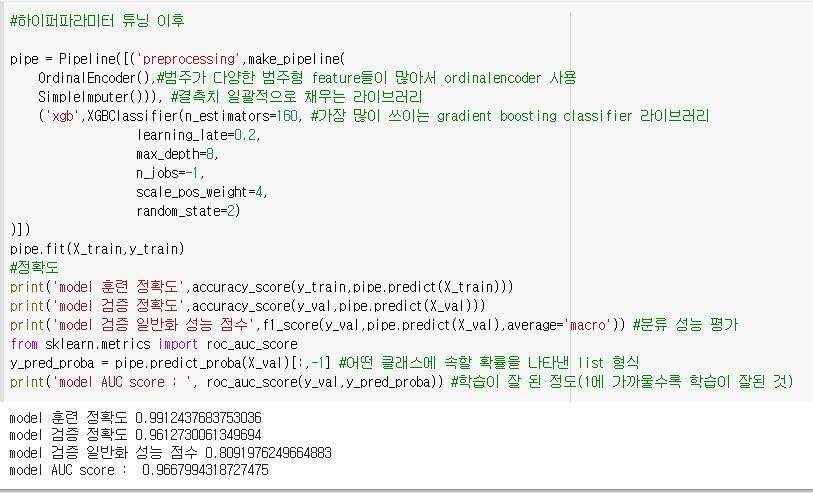 #하이퍼파라미터 튜닝 이후
pipe = Pipeline([('preprocessing',make_pipeline(
OrdinalEncoder(),#범주가 다양한 범주형 feature들이 많아서 ordinalencoder 사용
SimpleImputer())), #결측치 일괄적으로 채우는 라이브러리
('xgb',XGBClassifier(n_estimators=160, #가장 많이 쓰이는 gradient boosting classifier 라이브러리
learning_late=0.2,
max_depth=8,
n_jobs=-1,
scale_pos_weight=4,
random_state=2)
)])
pipe.fit(X_train,y_train)
#정확도
print('model 훈련 정확도',accuracy_score(y_train,pipe.predict(X_train)))
print('model 검증 정확도',accuracy_score(y_val,pipe.predict(X_val)))
print('model 검증 일반화 성능 점수',f1_score(y_val,pipe.predict(X_val),average='macro')) #분류 성능 평가
from sklearn.metrics import roc_auc_score
y_pred_proba = pipe.predict_proba(X_val)[:,-1] #어떤 클래스에 속할 확률을 나타낸 list 형식
print('model AUC score : ', roc_auc_score(y_val,y_pred_proba)) #학습이 잘 된 정도(1에 가까울수록 학습이 잘된 것)
model 훈련 정확도 0.9912437683753036
model 검증 정확도 0.9612730061349694
model 검증 일반화 성능 점수 0.8091976249664883
model AUC score :  0.9667994318727475